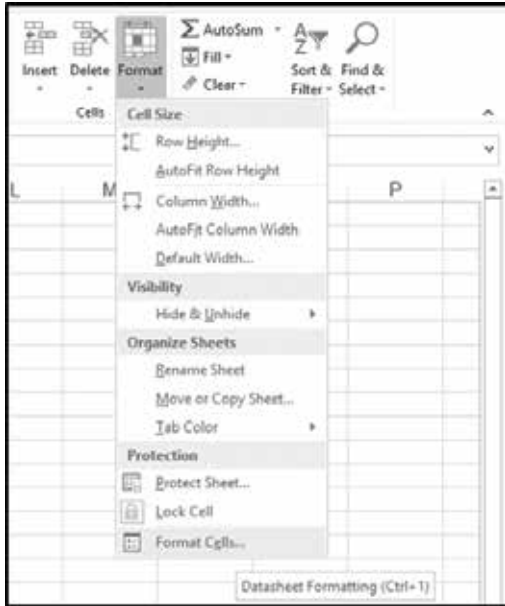 AutoSum
Fill
Clear
Insert Delete Format
Sort & Find &
Filter Select
Cells
Cell Size
Row Height...
AutoFit Row Height
Column Width...
AutoFit Column Width
Default Width...
Visibility
Hide & Unhide
Organize Sheets
Rename Sheet
Move or Copy Sheet...
Tab Color
Protection
Protect Sheet...
Lock Cell
Format Cells...
Datasheet Formatting (Ctrl+1)
L M P